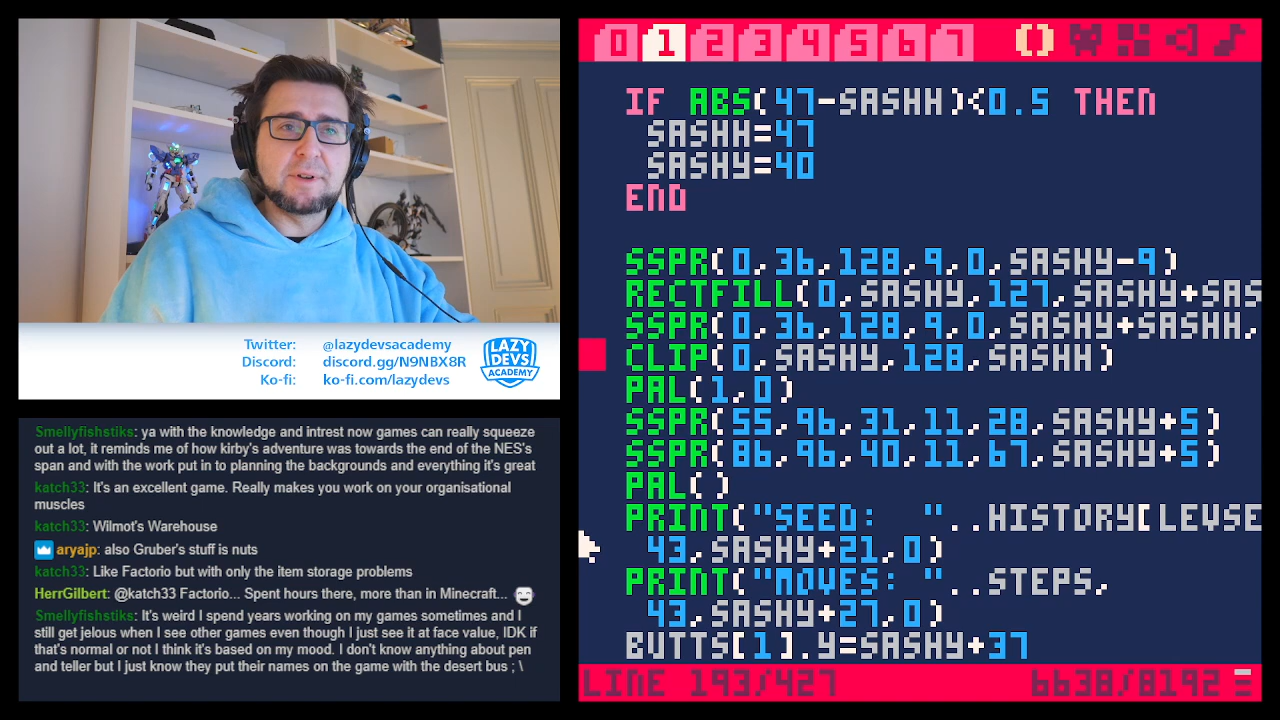 0 1 2 3 4 5 6 7 ()
IF ABS(47-SASHH)<0.5 THEN
SASHH=47
SASHY=40
END
SSPR(0,36,128,9,0,SASHY-9)
RECTFILL(0,SASHY,127,SASHY+SAS
SSPR(0,36,128,9,0,SASHY+SASHH,
CLIP(0,SASHY,128,SASHH)
PAL(1,0)
SSPR(55,96,31,11,28,SASHY+5)
SSPR(86,96,40,11,67,SASHY+5)
PAL()
PRINT("SEED:  "..HISTORY[LEVSE
43,SASHY+21,0)
PRINT("MOVES: "..STEPS,
43,SASHY+27,0)
BUTTS[1].Y=SASHY+37
LINE 193/427 6638/8192
Twitter: @lazydevsacademy
Discord: discord.gg/N9NBX8R
Ko-fi: ko-fi.com/lazydevs
LAZY
DEVS
ACADEMY
Smellyfishstiks: ya with the knowledge and intrest now games can really squeeze
out a lot, it reminds me of how kirby's adventure was towards the end of the NES's
span and with the work put in to planning the backgrounds and everything it's great
katch33: It's an excellent game. Really makes you work on your organisational
muscles
katch33: Wilmot's Warehouse
aryajp: also Gruber's stuff is nuts
katch33: Like Factorio but with only the item storage problems
HerrGilbert: @katch33 Factorio... Spent hours there, more than in Minecraft...
Smellyfishstiks: It's weird I spend years working on my games sometimes and I
still get jelous when I see other games even though I just see it at face value, IDK if
that's normal or not I think it's based on my mood. I don't know anything about pen
and teller but I just know they put their names on the game with the desert bus ; \